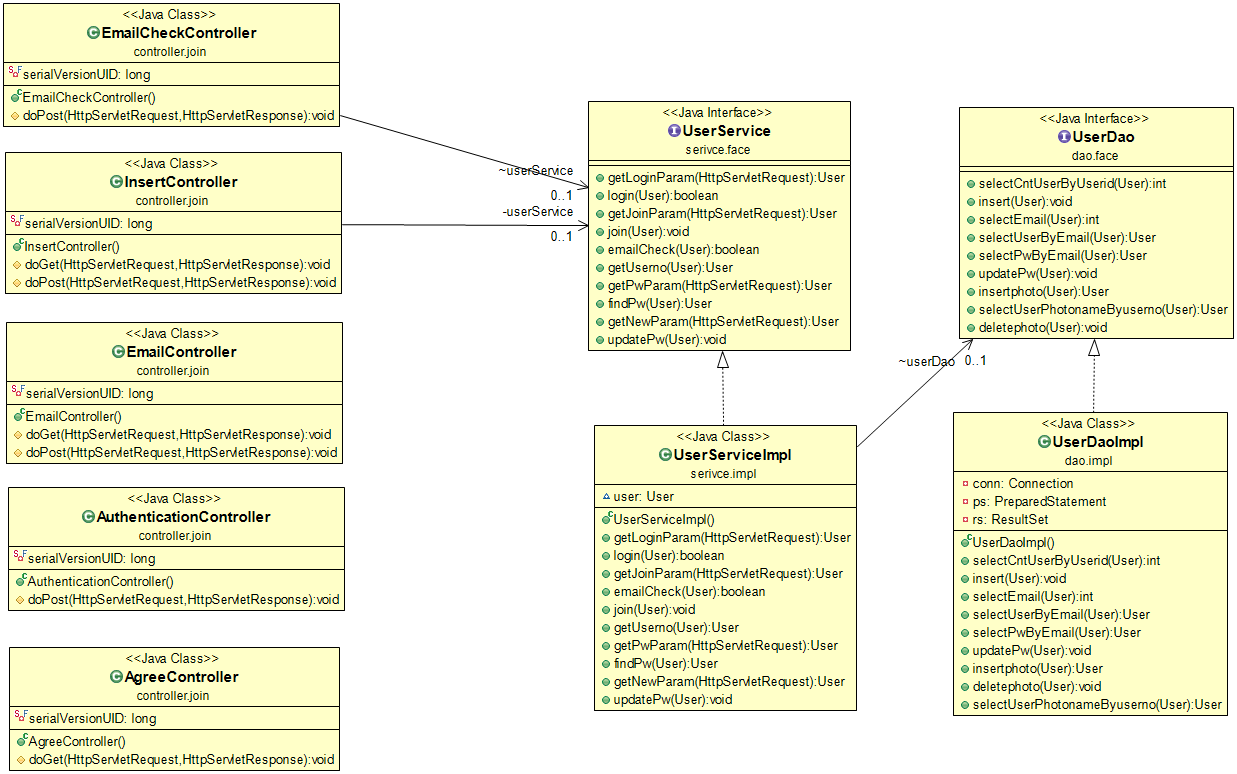 <<Java Class>>
EmailCheckController
controller.join
serialVersionUID: long
EmailCheckController()
doPost(HttpServletRequest,HttpServletResponse):void
<<Java Class>>
InsertController
controller.join
serialVersionUID: long
InsertController()
doGet(HttpServletRequest,HttpServletResponse):void
doPost(HttpServletRequest,HttpServletResponse):void
<<Java Class>>
EmailController
controller.join
serialVersionUID: long
EmailController()
doGet(HttpServletRequest,HttpServletResponse):void
doPost(HttpServletRequest,HttpServletResponse):void
<<Java Class>>
AuthenticationController
controller.join
serialVersionUID: long
AuthenticationController()
doPost(HttpServletRequest,HttpServletResponse):void
<<Java Class>>
AgreeController
controller.join
serialVersionUID: long
AgreeController()
doGet(HttpServletRequest,HttpServletResponse):void
~userService
0..1
-userService
0..1
<<Java Interface>>
UserService
serivce.face
getLoginParam(HttpServletRequest):User
login(User):boolean
getJoinParam(HttpServletRequest):User
join(User):void
emailCheck(User):boolean
getUserno(User):User
getPwParam(HttpServletRequest):User
findPw(User):User
getNewParam(HttpServletRequest):User
updatePw(User):void
<<Java Class>>
UserServiceImpl
serivce.impl
user: User
UserServiceImpl()
getLoginParam(HttpServletRequest):User
login(User):boolean
getJoinParam(HttpServletRequest):User
emailCheck(User):boolean
join(User):void
getUserno(User):User
getPwParam(HttpServletRequest):User
findPw(User):User
getNewParam(HttpServletRequest):User
updatePw(User):void
~userDao 0..1
<<Java Interface>>
UserDao
dao.face
selectCntUserByUserid(User):int
insert(User):void
selectEmail(User):int
selectUserByEmail(User):User
selectPwByEmail(User):User
updatePw(User):void
insertphoto(User):User
selectUserPhotonameByuserno(User):User
deletephoto(User):void
<<Java Class>>
UserDaoImpl
dao.impl
conn: Connection
ps: PreparedStatement
rs: ResultSet
UserDaoImpl()
selectCntUserByUserid(User):int
insert(User):void
selectEmail(User):int
selectUserByEmail(User):User
selectPwByEmail(User):User
updatePw(User):void
insertphoto(User):User
deletephoto(User):void
selectUserPhotonameByuserno(User):User